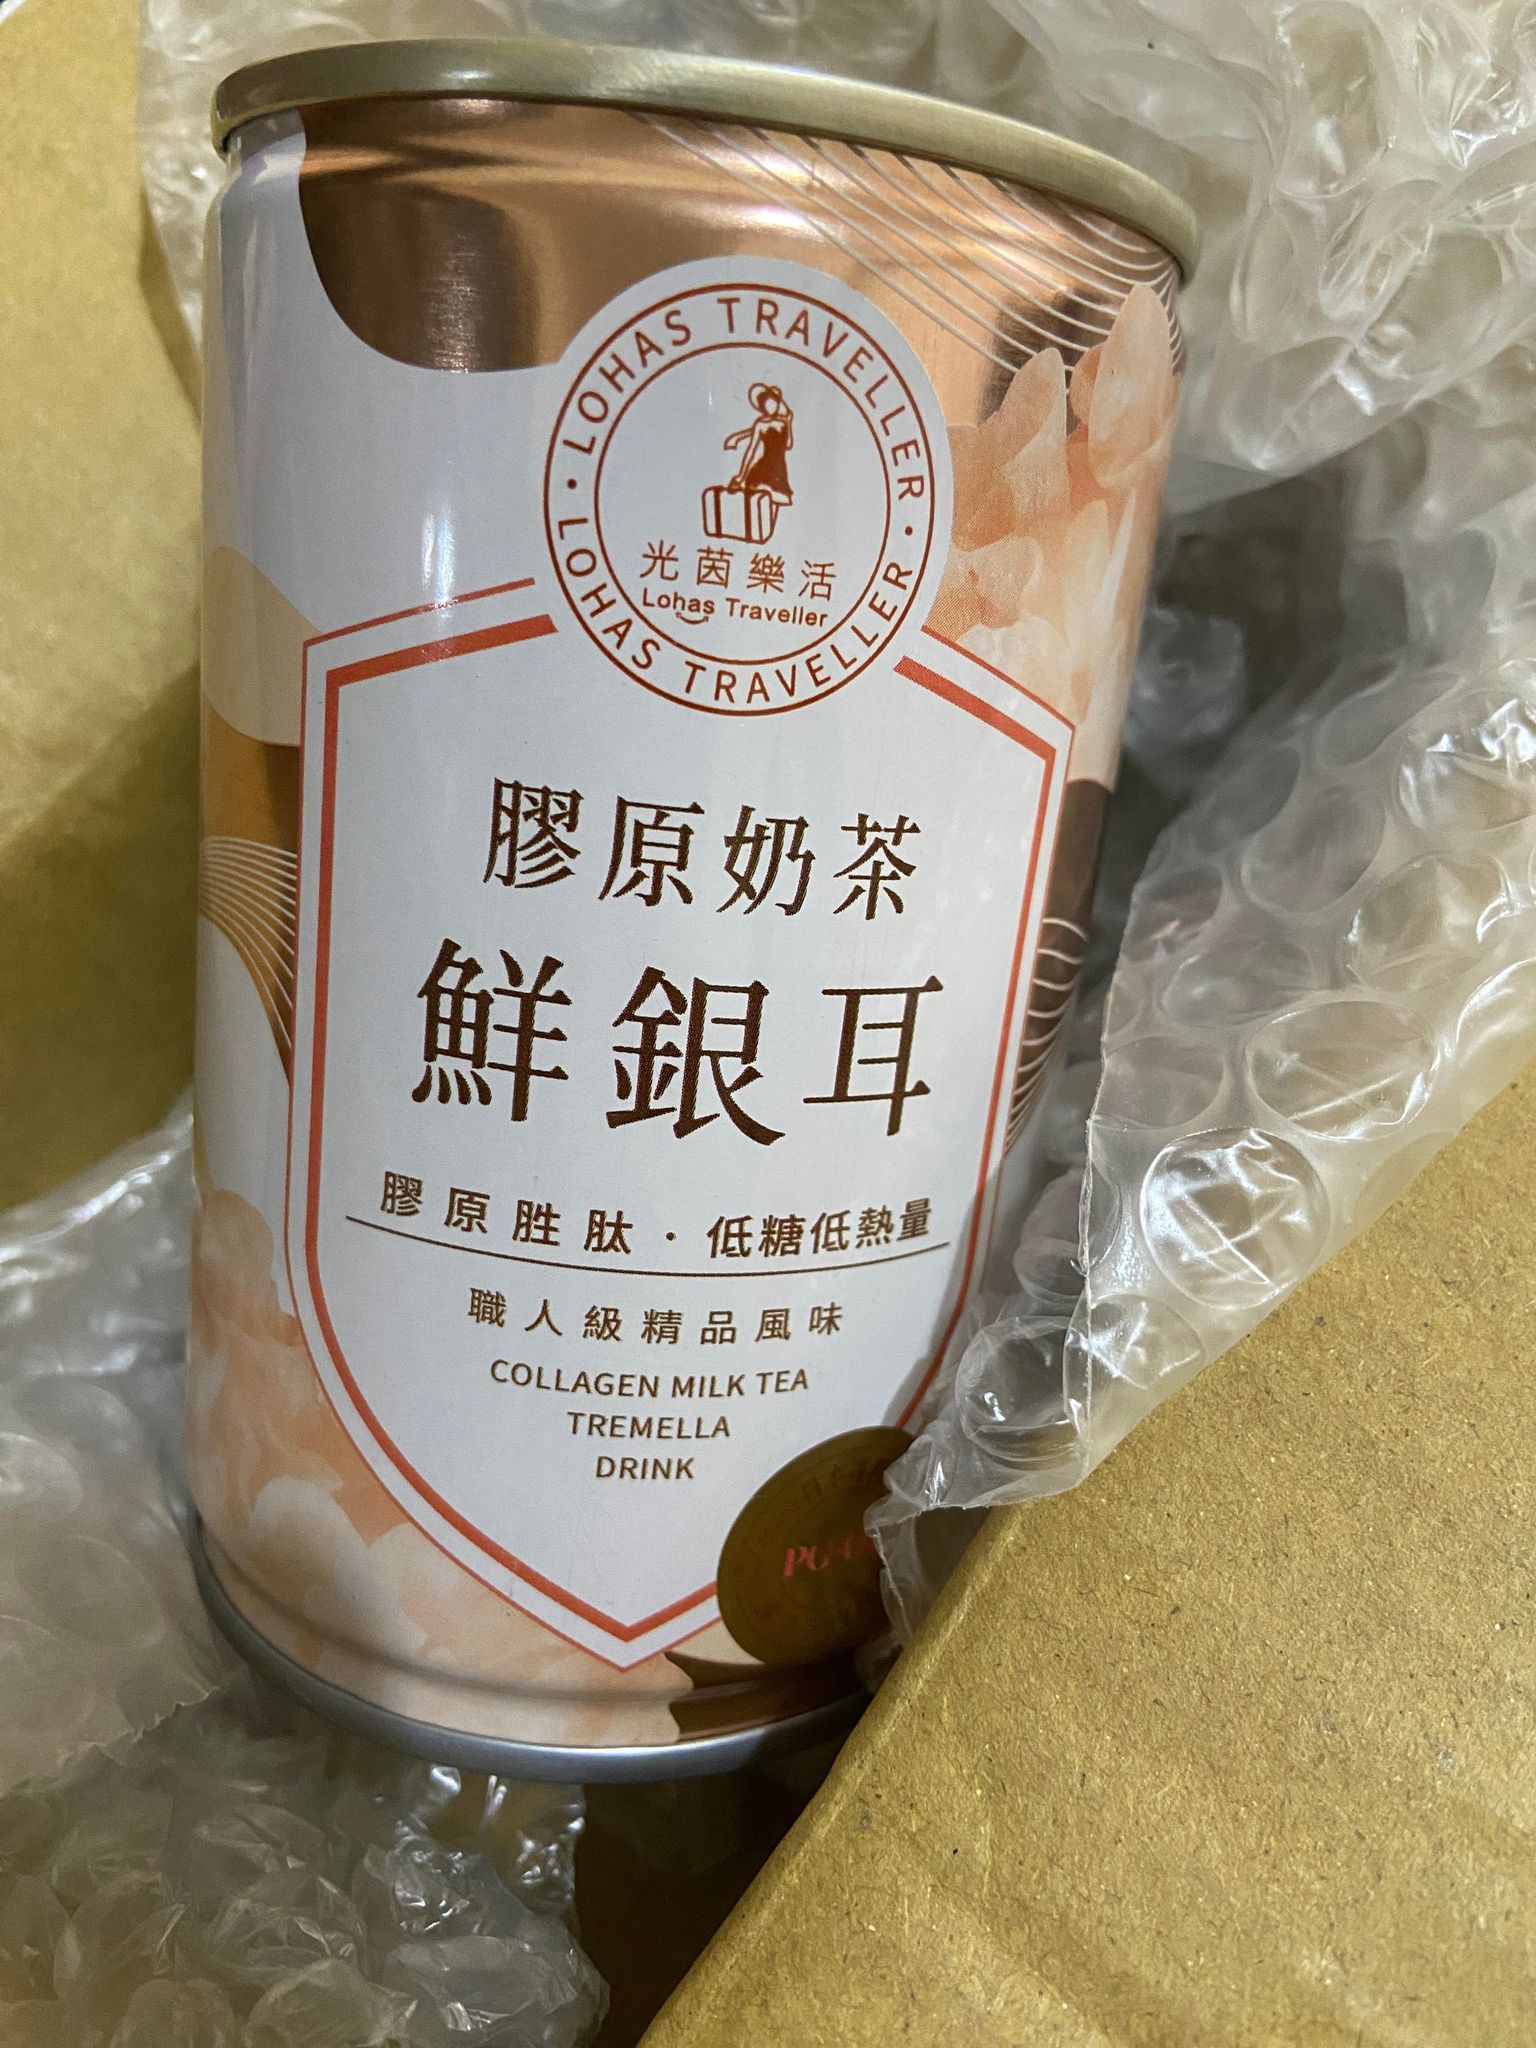 LOHAS TRAVELLER
光茵樂活
Lohas Traveller
LOHAS TRAVELLER
膠原奶茶
鮮銀耳
膠原胜肽・低糖低熱量
職人級精品風味
COLLAGEN MILK TEA
TREMELLA
DRINK